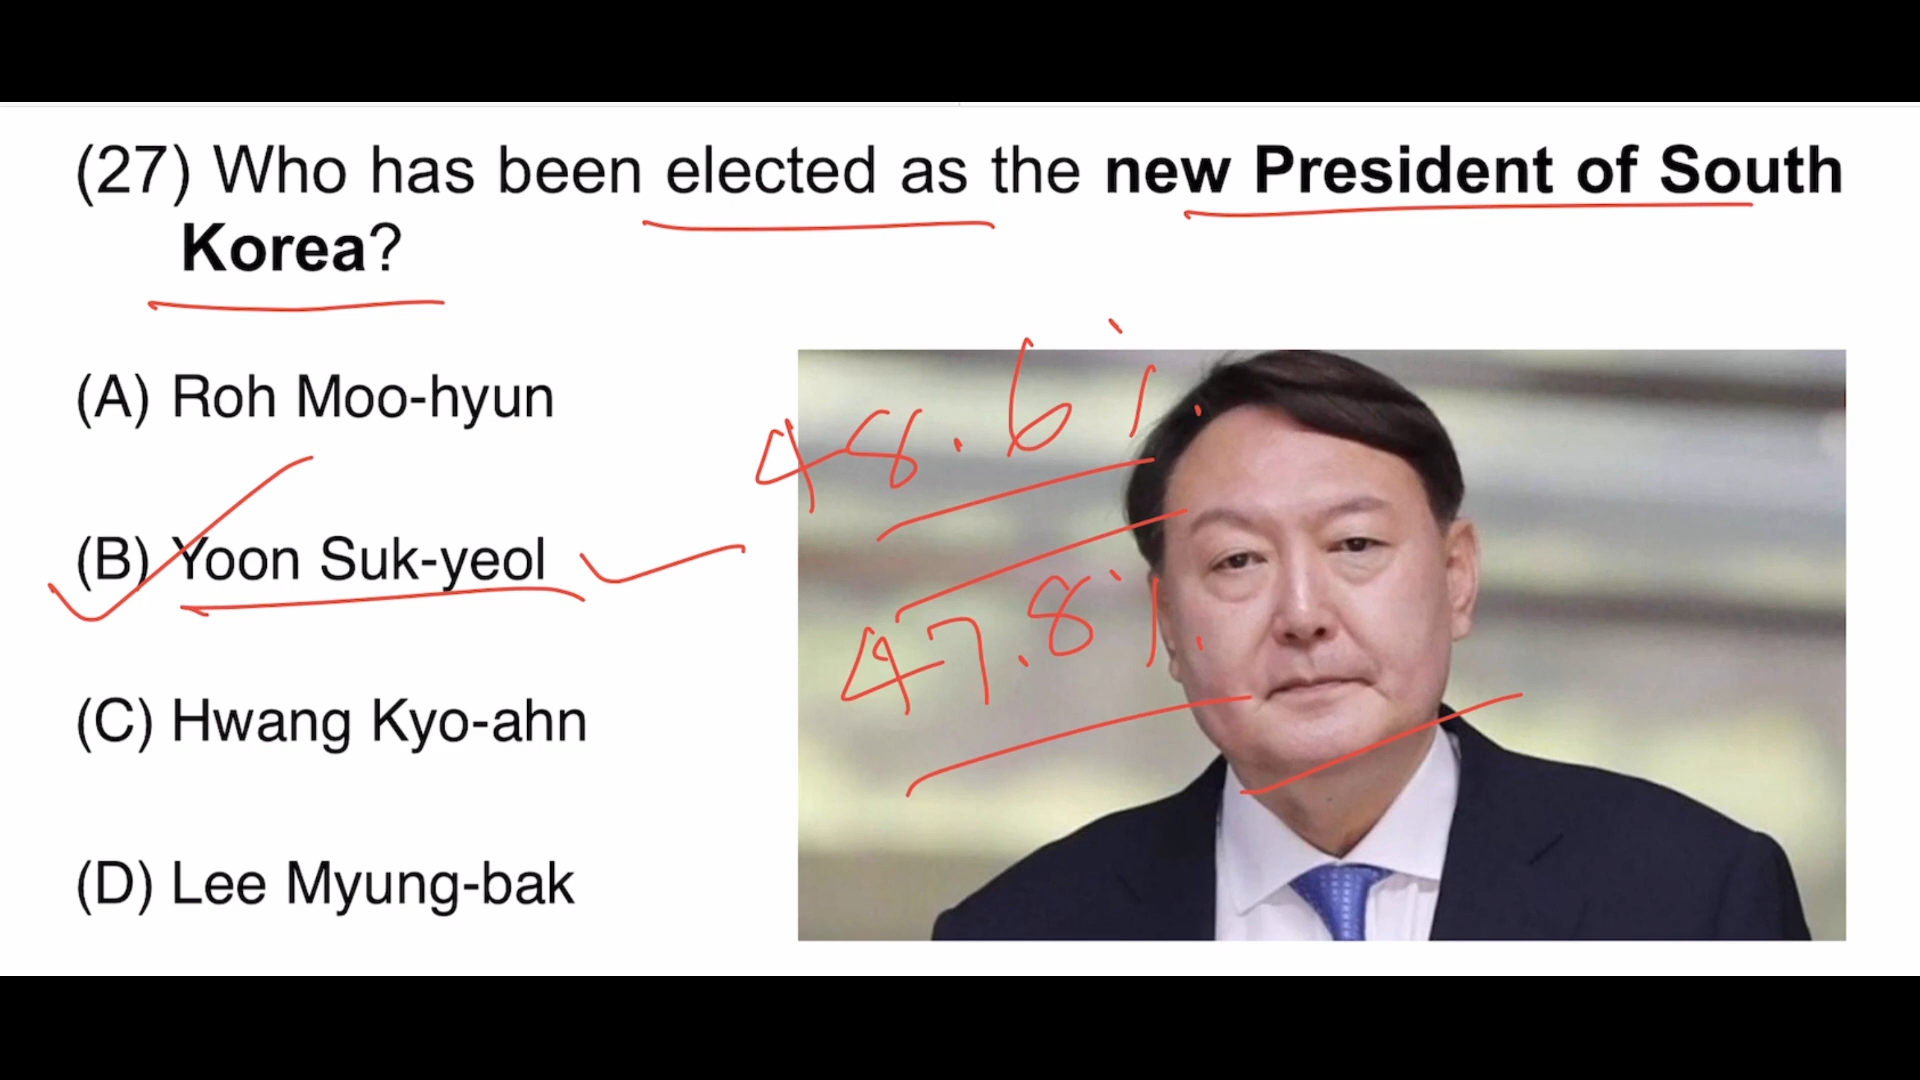 (27) Who has been elected as the new President of South
Korea?
(A) Roh Moo-hyun
48.6%
(B) Yoon Suk-yeol
47.8%
(C) Hwang Kyo-ahn
(D) Lee Myung-bak